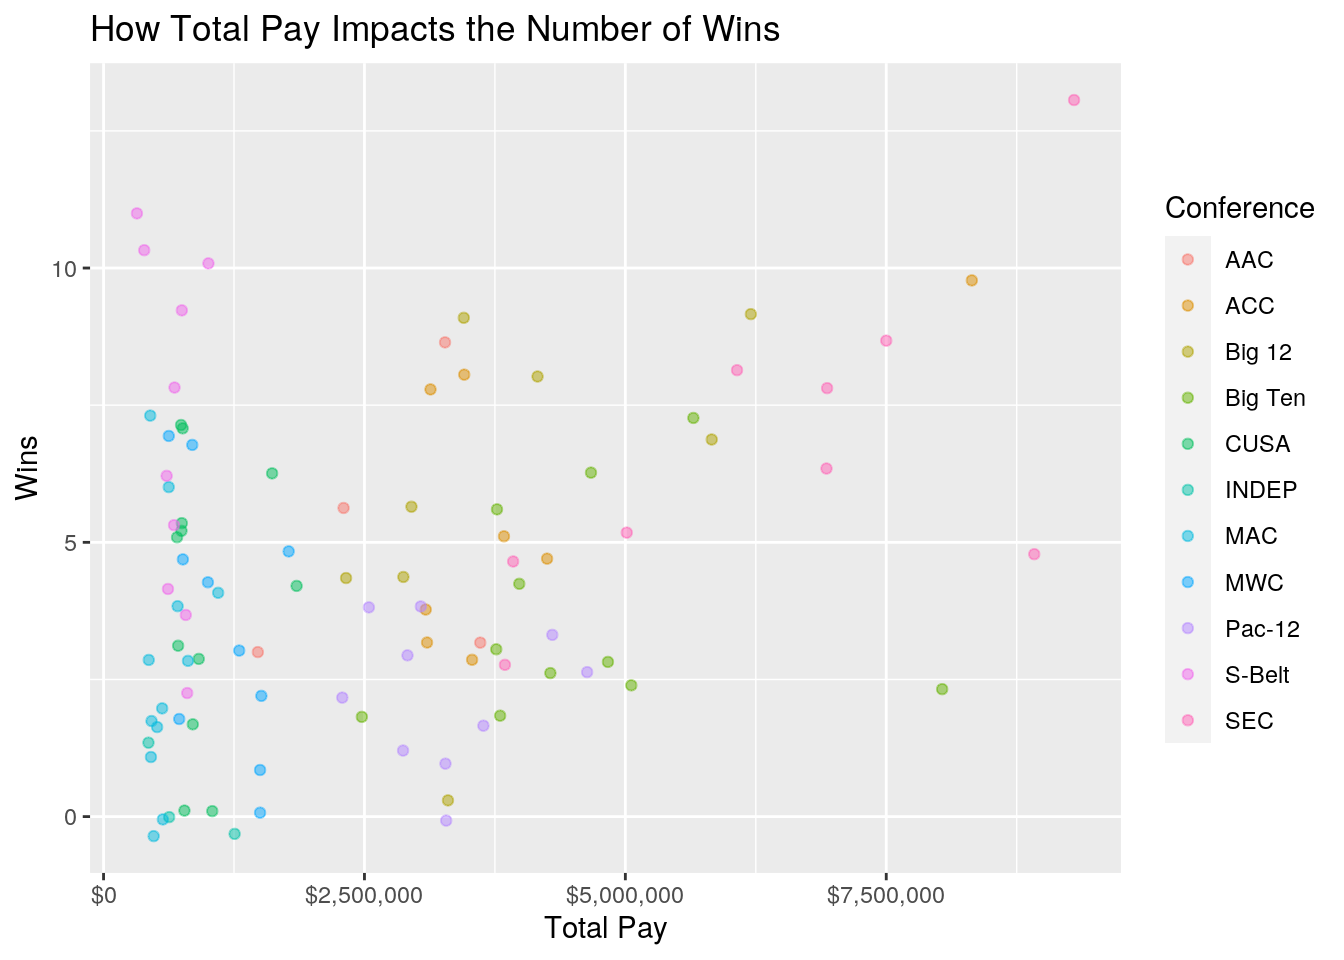 How Total Pay Impacts the Number of Wins
Wins
10
5
0
$0
$2,500,000
$5,000,000
$7,500,000
Total Pay
Conference
AAC
ACC
Big 12
Big Ten
CUSA
INDEP
MAC
MWC
Pac-12
S-Belt
SEC